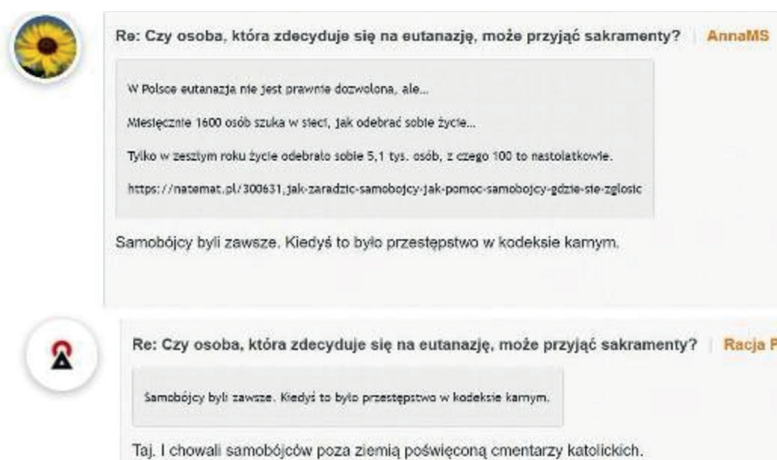 Re: Czy osoba, która zdecyduje się na eutanazję, może przyjąć sakramenty? | AnnaMS
W Polsce eutanazja nie jest prawnie dozwolona, ale...
Miesięcznie 1600 osób szuka w sieci, jak odebrać sobie życie...
Tylko w zeszłym roku życie odebrało sobie 5,1 tys. osób, z czego 100 to nastolatkowie.
https://natemat.pl/300631,jak-zaradzic-samobojcy-jak-pomoc-samobojcy-gdzie-sie-zglosic
Samobójcy byli zawsze. Kiedyś to było przestępstwo w kodeksie karnym.
Re: Czy osoba, która zdecyduje się na eutanazję, może przyjąć sakramenty? | Racja P
Samobójcy byli zawsze. Kiedyś to było przestępstwo w kodeksie karnym.
Taj. I chowali samobójców poza ziemią poświęconą cmentarzy katolickich.